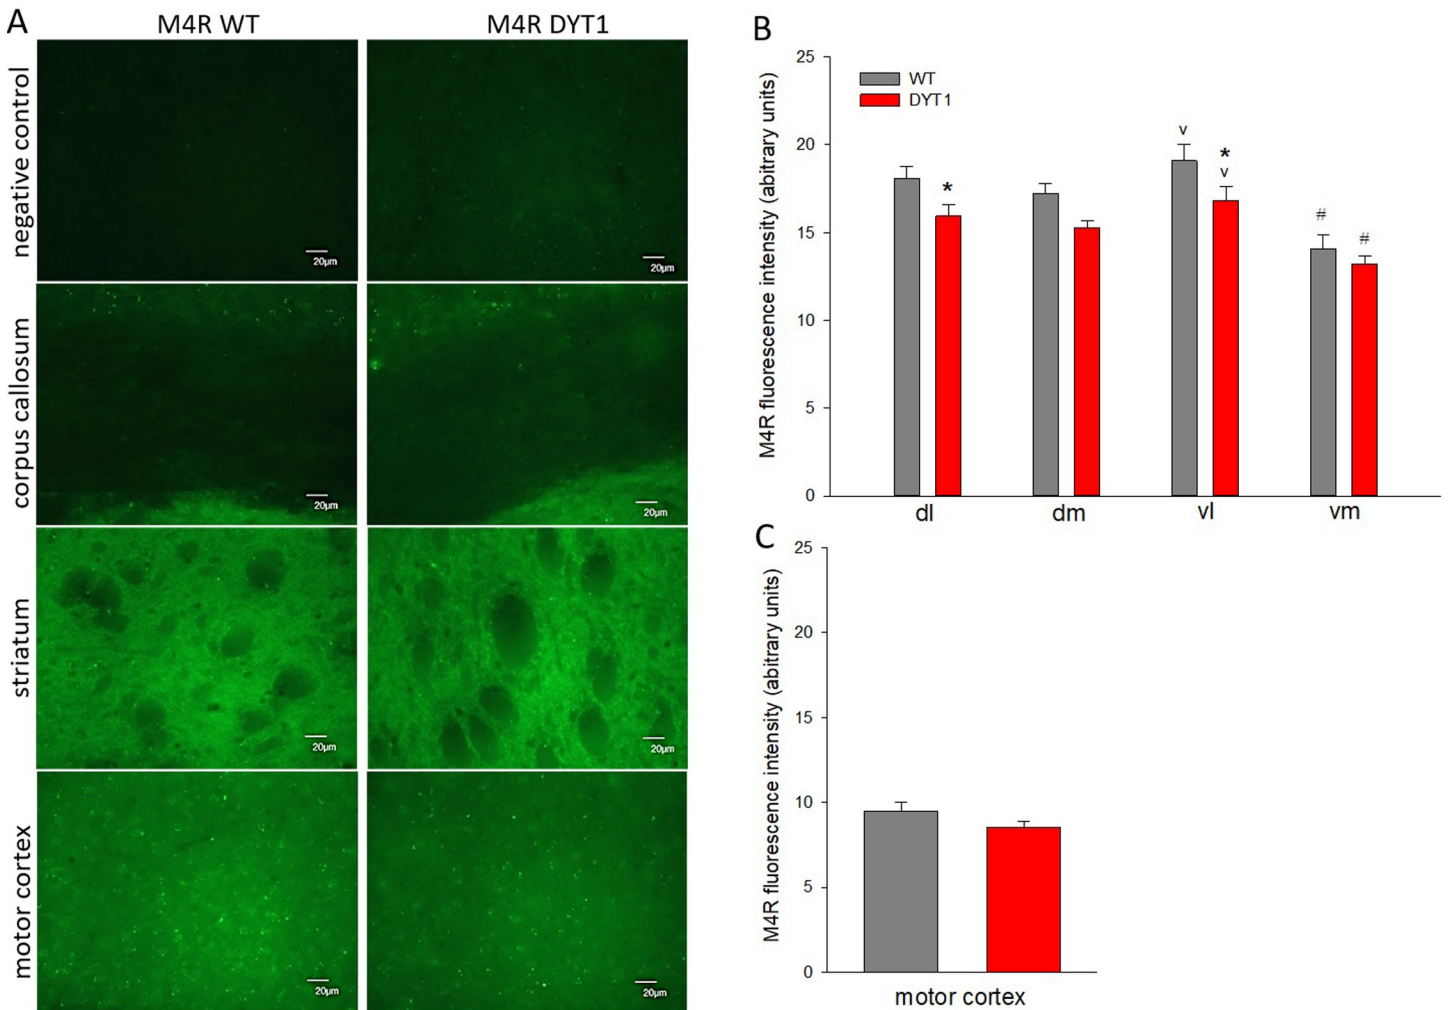 A
M4R WT
M4R DYT1
negative control
20µm
20µm
corpus callosum
20µm
20µm
striatum
20µm
20µm
motor cortex
20µm
20µm
B
M4R fluorescence intensity (abitrary units)
25
20
15
10
5
0
WT
DYT1
*
v
*
v
#
#
dl
dm
vl
vm
C
M4R fluorescence intensity (abitrary units)
25
20
15
10
5
0
motor cortex